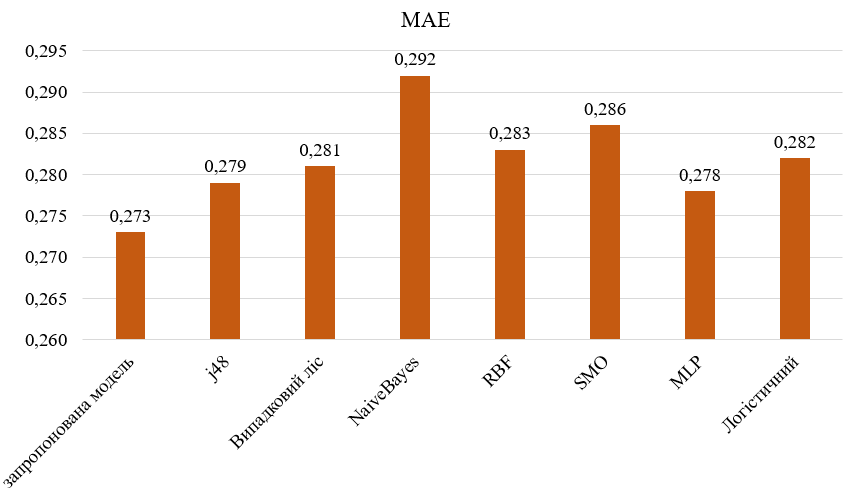 MAE
0,295
0,290
0,285
0,280
0,275
0,270
0,265
0,260
0,273
0,279
0,281
0,292
0,283
0,286
0,278
0,282
запропонована модель
j48
Випадковий ліс
NaiveBayes
RBF
SMO
MLP
Логістичний